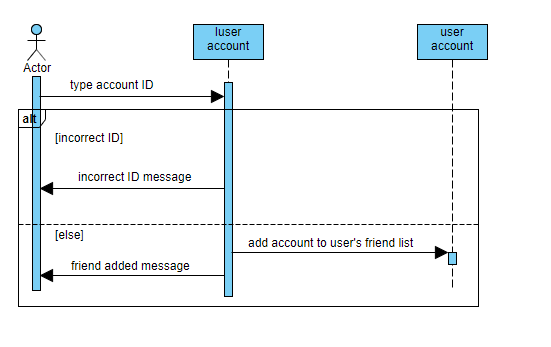 luser
account
user
account
Actor
type account ID
alt
[incorrect ID]
incorrect ID message
[else]
add account to user's friend list
friend added message